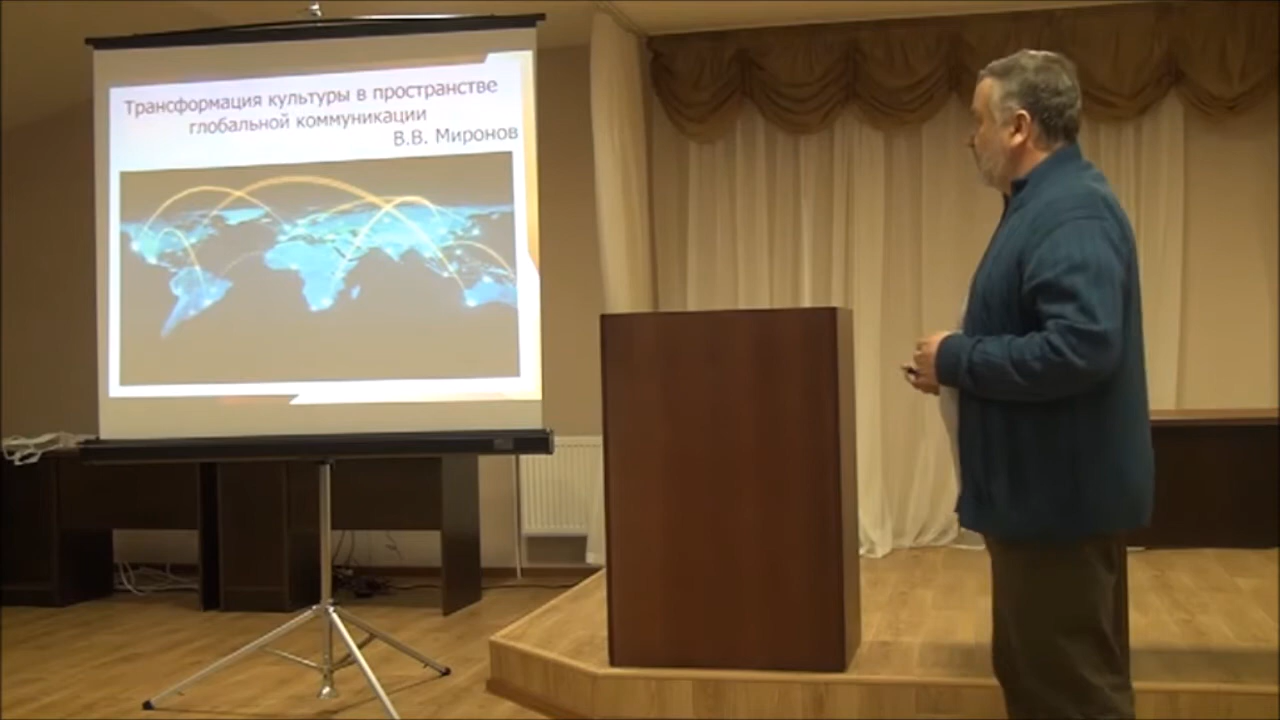 Трансформация культуры в пространстве
глобальной коммуникации
В.В. Миронов